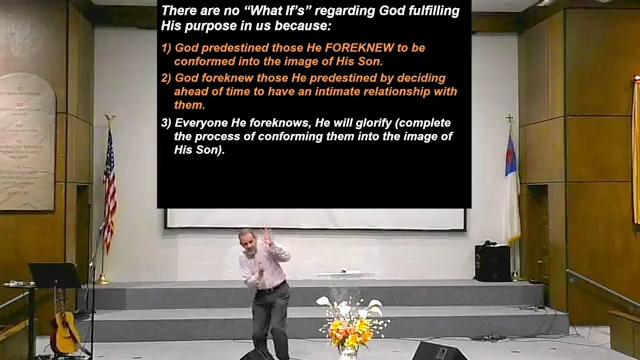 There are no "What If's" regarding God fulfilling
His purpose in us because:
1) God predestined those He FOREKNEW to be
conformed into the image of His Son.
2) God foreknew those He predestined by deciding
ahead of time to have an intimate relationship with
them.
3) Everyone He foreknows, He will glorify (complete
the process of conforming them into the image of
His Son).